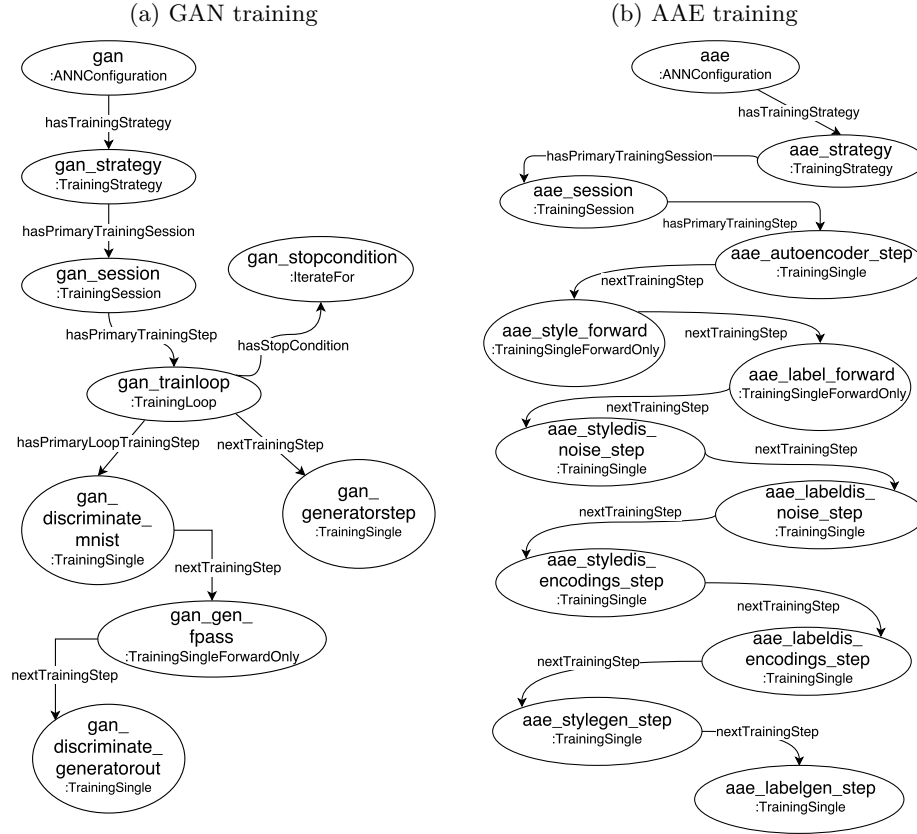 (a) GAN training
gan
:ANNConfiguration
hasTrainingStrategy
gan_strategy
:TrainingStrategy
hasPrimaryTrainingSession
gan_session
:TrainingSession
gan_stopcondition
:IterateFor
hasPrimaryTrainingStep
hasStopCondition
gan_trainloop
:TrainingLoop
hasPrimaryLoopTrainingStep
nextTrainingStep
gan_
discriminate_
mnist
:TrainingSingle
gan_
generatorstep
:TrainingSingle
nextTrainingStep
gan_gen_
fpass
:TrainingSingleForwardOnly
nextTrainingStep
gan_
discriminate_
generatorout
:TrainingSingle
(b) AAE training
aae
:ANNConfiguration
hasTrainingStrategy
aae_strategy
:TrainingStrategy
hasPrimaryTrainingSession
aae_session
:TrainingSession
hasPrimaryTrainingStep
aae_autoencoder_step
:TrainingSingle
nextTrainingStep
aae_style_forward
:TrainingSingleForwardOnly
nextTrainingStep
aae_label_forward
:TrainingSingleForwardOnly
nextTrainingStep
aae_styledis_
noise_step
:TrainingSingle
nextTrainingStep
aae_labeldis_
noise_step
:TrainingSingle
nextTrainingStep
aae_styledis_
encodings_step
:TrainingSingle
nextTrainingStep
aae_labeldis_
encodings_step
:TrainingSingle
nextTrainingStep
aae_stylegen_step
:TrainingSingle
nextTrainingStep
aae_labelgen_step
:TrainingSingle